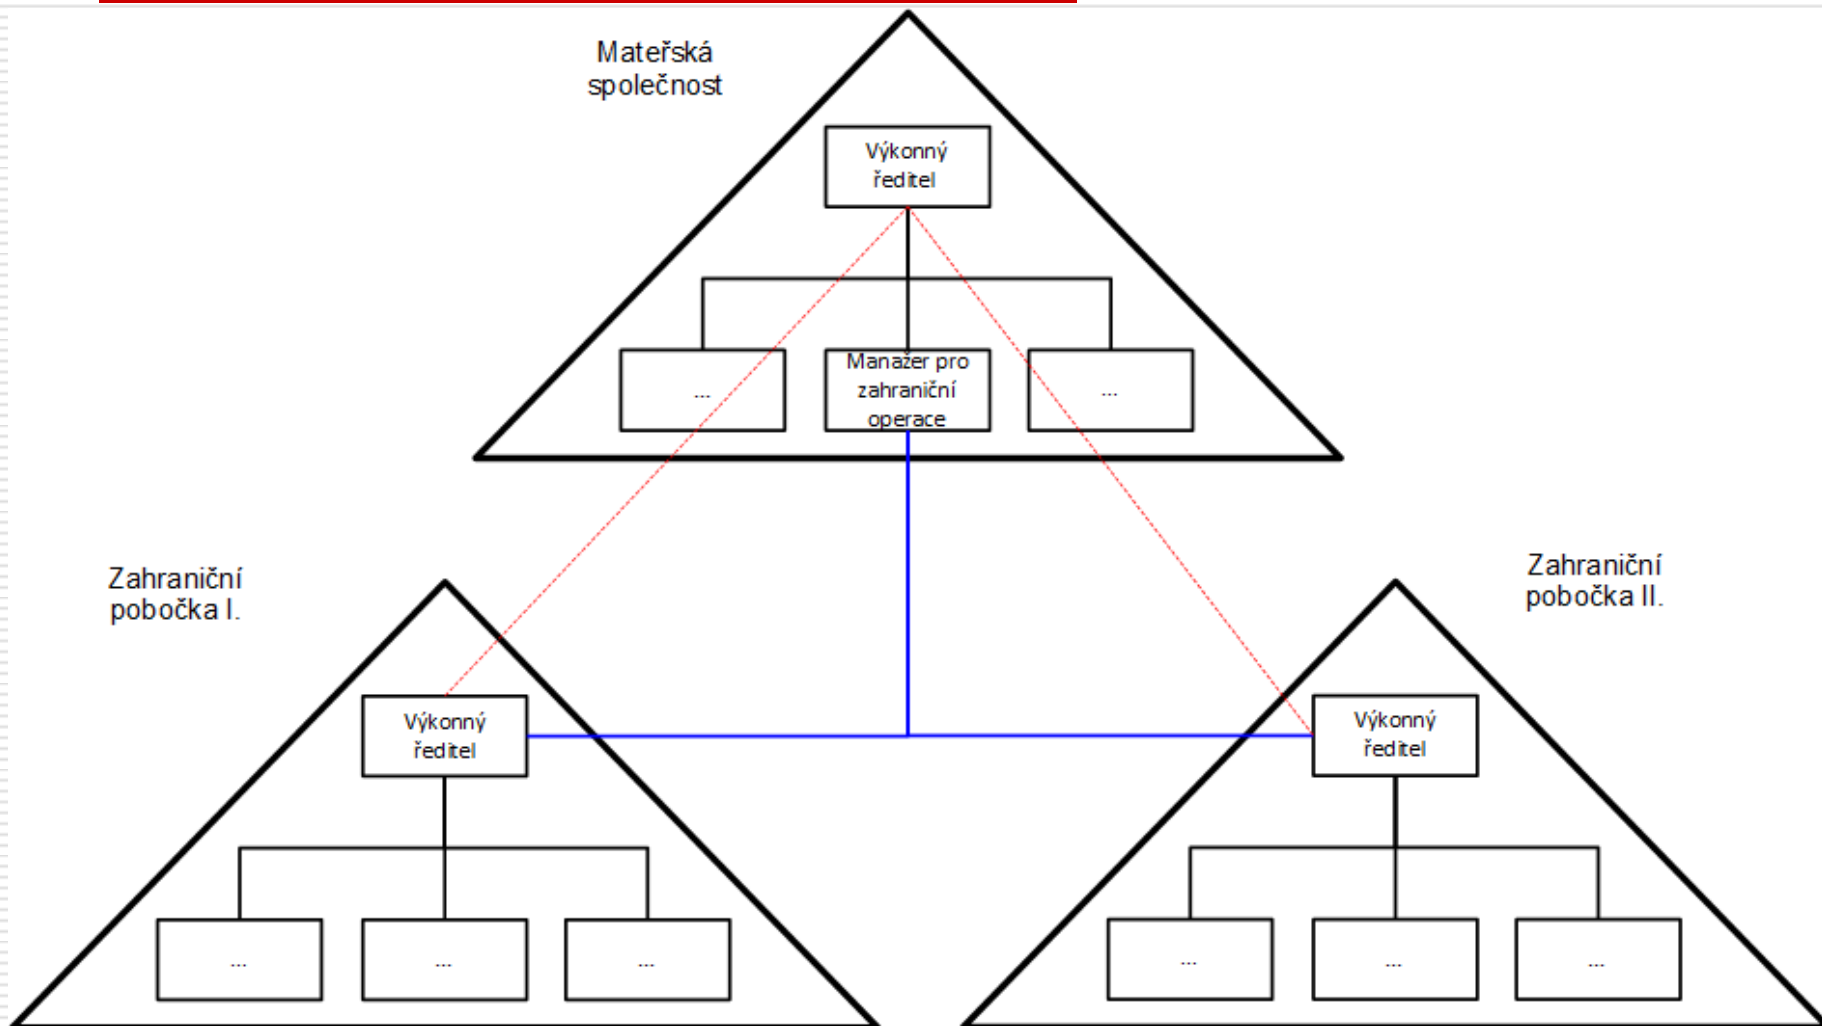 Mateřská
společnost
Výkonný
ředitel
...
Manažer pro
zahraniční
operace
...
Zahraniční
pobočka I.
Zahraniční
pobočka II.
Výkonný
ředitel
Výkonný
ředitel
...
...
...
...
...
...